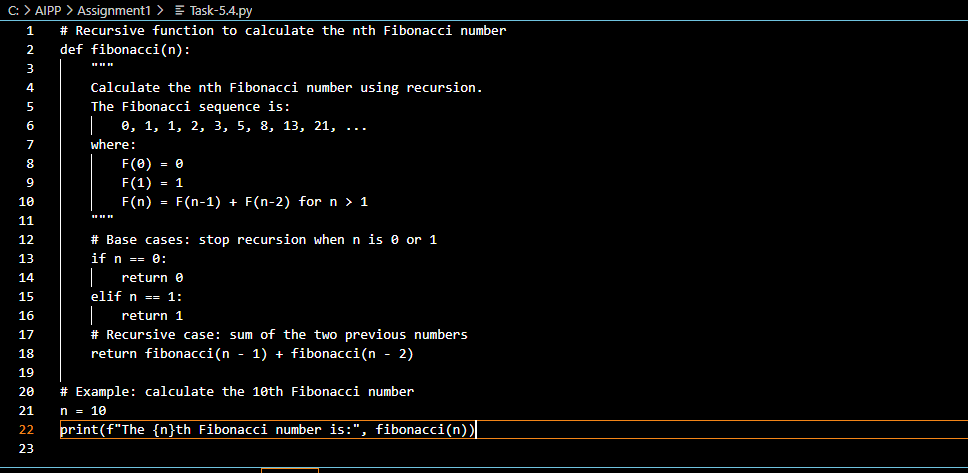 C: > AIPP > Assignment1 > Task-5.4.py
1 # Recursive function to calculate the nth Fibonacci number
2 def fibonacci(n):
3     """
4     Calculate the nth Fibonacci number using recursion.
5     The Fibonacci sequence is:
6         0, 1, 1, 2, 3, 5, 8, 13, 21, ...
7     where:
8         F(0) = 0
9         F(1) = 1
10         F(n) = F(n-1) + F(n-2) for n > 1
11     """
12     # Base cases: stop recursion when n is 0 or 1
13     if n == 0:
14         return 0
15     elif n == 1:
16         return 1
17     # Recursive case: sum of the two previous numbers
18     return fibonacci(n - 1) + fibonacci(n - 2)
19
20 # Example: calculate the 10th Fibonacci number
21 n = 10
22 print(f"The {n}th Fibonacci number is:", fibonacci(n))
23